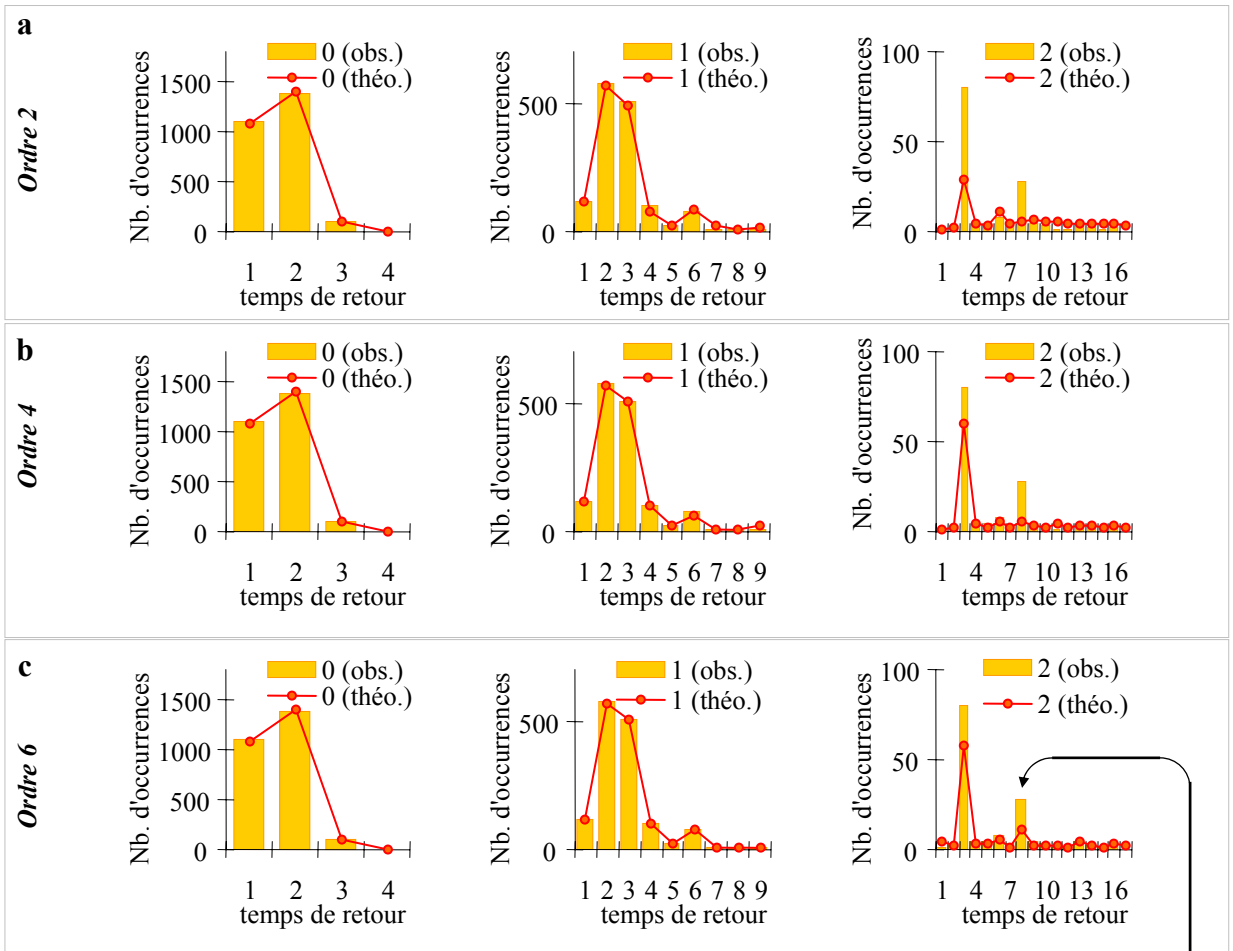 a
Ordre 2
Nb. d'occurrences
0 (obs.)
0 (théo.)
1500
1000
500
0
1 2 3 4
temps de retour
Nb. d'occurrences
1 (obs.)
1 (théo.)
500
0
1 2 3 4 5 6 7 8 9
temps de retour
Nb. d'occurrences
2 (obs.)
2 (théo.)
100
50
0
1 4 7 10 13 16
temps de retour
b
Ordre 4
Nb. d'occurrences
0 (obs.)
0 (théo.)
1500
1000
500
0
1 2 3 4
temps de retour
Nb. d'occurrences
1 (obs.)
1 (théo.)
500
0
1 2 3 4 5 6 7 8 9
temps de retour
Nb. d'occurrences
2 (obs.)
2 (théo.)
100
50
0
1 4 7 10 13 16
temps de retour
c
Ordre 6
Nb. d'occurrences
0 (obs.)
0 (théo.)
1500
1000
500
0
1 2 3 4
temps de retour
Nb. d'occurrences
1 (obs.)
1 (théo.)
500
0
1 2 3 4 5 6 7 8 9
temps de retour
Nb. d'occurrences
2 (obs.)
2 (théo.)
100
50
0
1 4 7 10 13 16
temps de retour